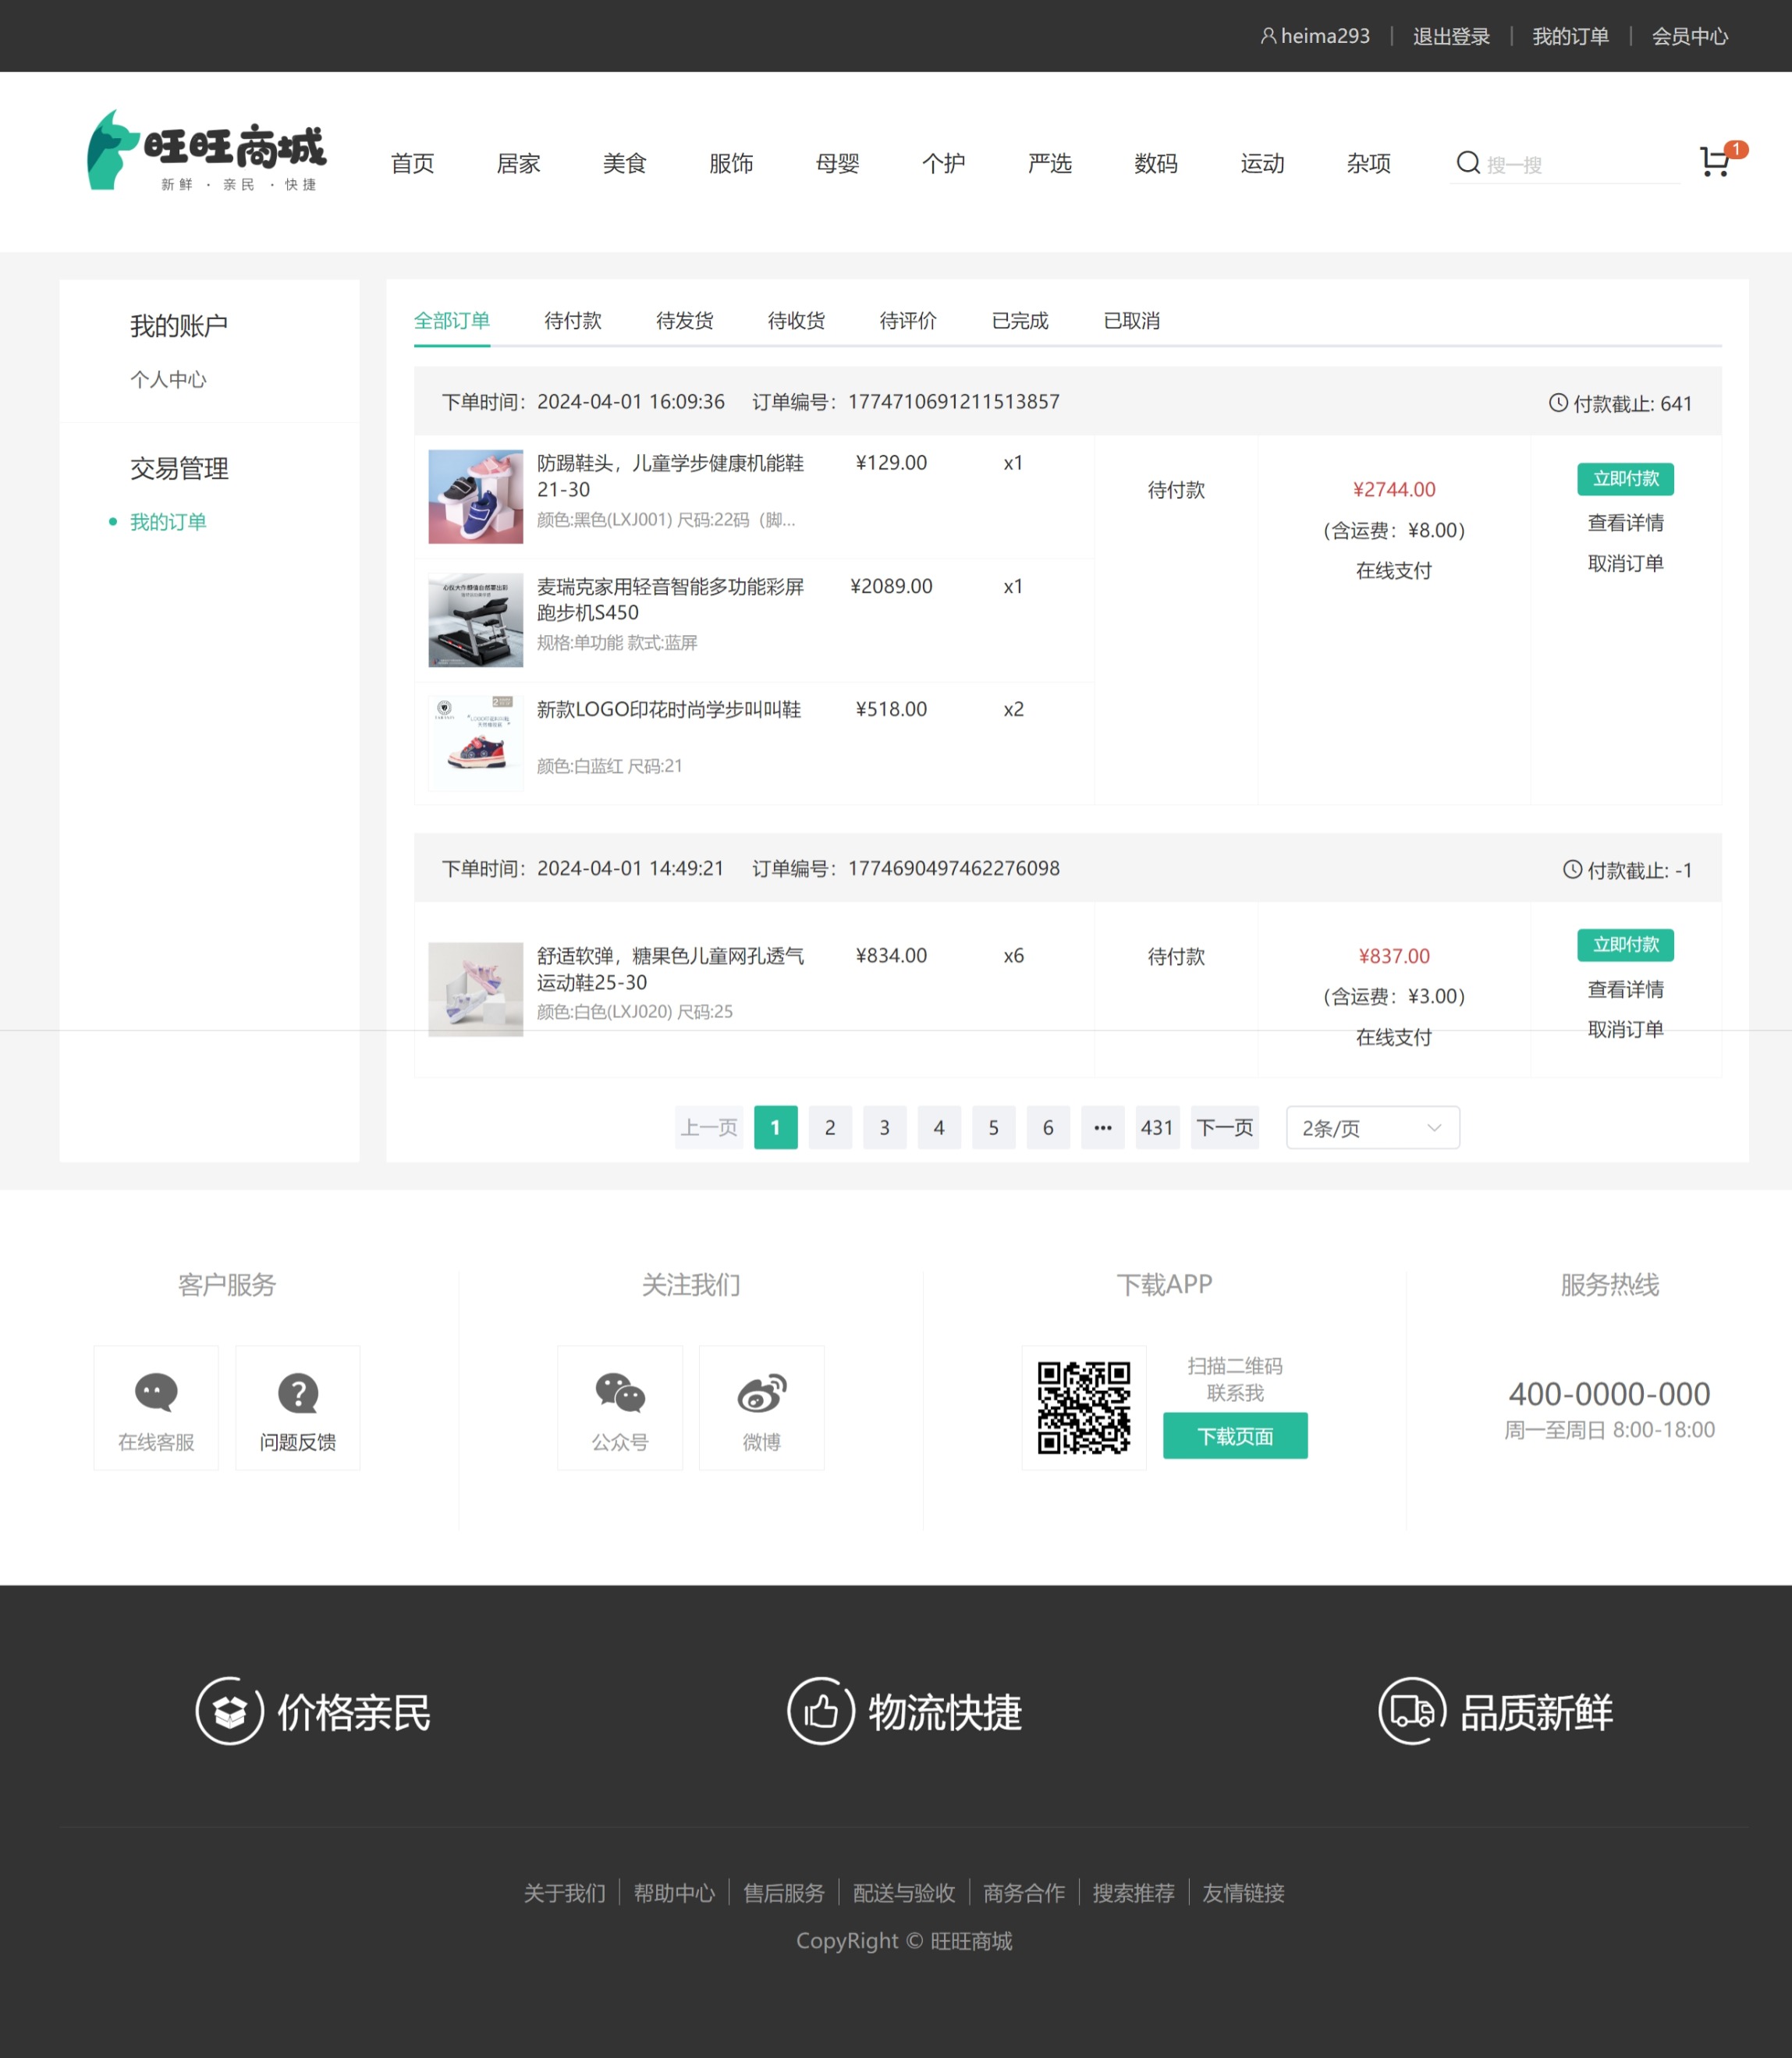 heima293 | 退出登录 | 我的订单 | 会员中心
旺旺商城
新鲜 · 亲民 · 快捷
首页 居家 美食 服饰 母婴 个护 严选 数码 运动 杂项 搜一搜 1
我的账户
个人中心
交易管理
我的订单
全部订单 待付款 待发货 待收货 待评价 已完成 已取消
下单时间：2024-04-01 16:09:36 订单编号：1774710691211513857 付款截止: 641
防踢鞋头，儿童学步健康机能鞋 ¥129.00 x1
21-30
颜色:黑色(LXJ001) 尺码:22码（脚...
待付款
¥2744.00
(含运费：¥8.00)
在线支付
立即付款
查看详情
取消订单
麦瑞克家用轻音智能多功能彩屏 ¥2089.00 x1
跑步机S450
规格:单功能 款式:蓝屏
新款LOGO印花时尚学步叫叫鞋 ¥518.00 x2
颜色:白蓝红 尺码:21
下单时间：2024-04-01 14:49:21 订单编号：1774690497462276098 付款截止: -1
舒适软弹，糖果色儿童网孔透气 ¥834.00 x6
运动鞋25-30
颜色:白色(LXJ020) 尺码:25
待付款
¥837.00
(含运费：¥3.00)
在线支付
立即付款
查看详情
取消订单
上一页 1 2 3 4 5 6 ••• 431 下一页 2条/页
客户服务
在线客服 问题反馈
关注我们
公众号 微博
下载APP
扫描二维码
联系我
下载页面
服务热线
400-0000-000
周一至周日 8:00-18:00
价格亲民 物流快捷 品质新鲜
关于我们 | 帮助中心 | 售后服务 | 配送与验收 | 商务合作 | 搜索推荐 | 友情链接
CopyRight © 旺旺商城